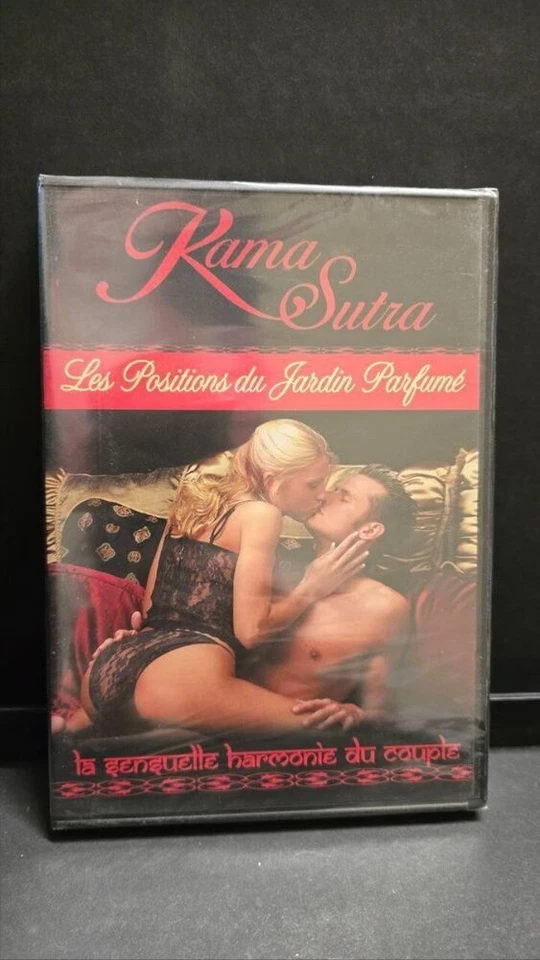 Kama
Sutra
Les Positions du Jardin Parfumé
la sensuelle harmonie du couple